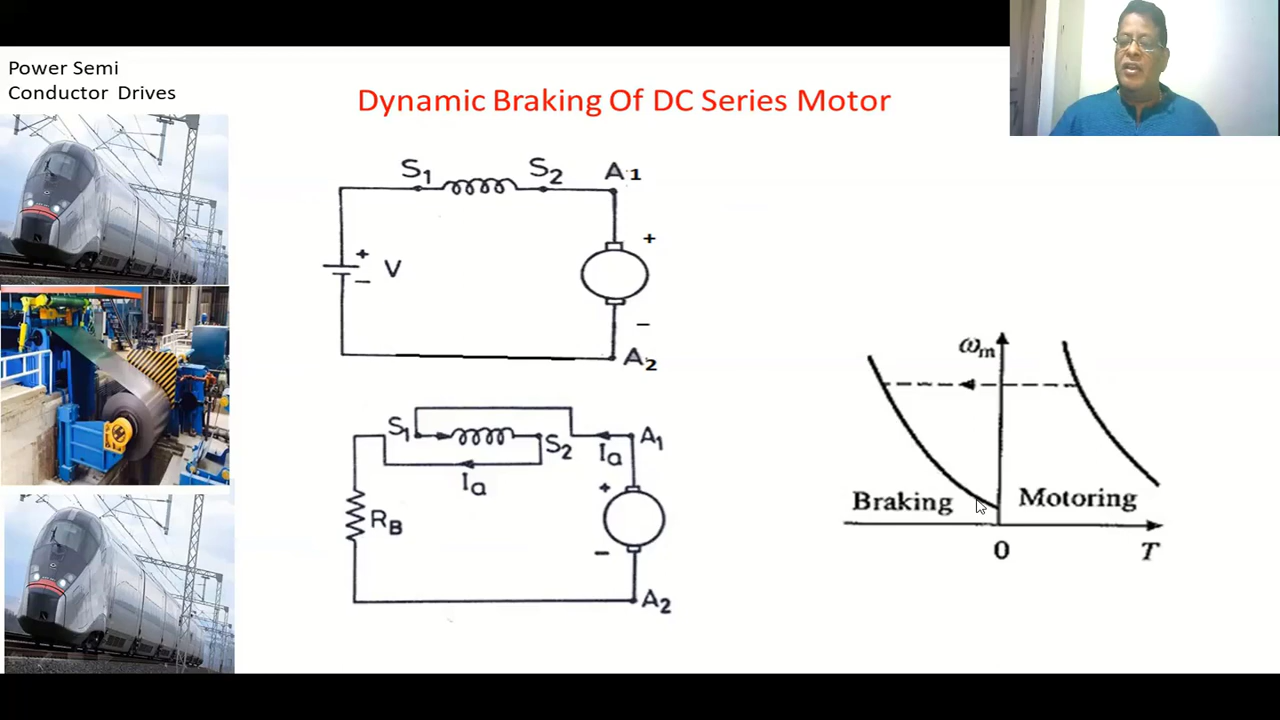 Power Semi
Conductor Drives
Dynamic Braking Of DC Series Motor
S1 S2 A1
+
+ V
−
−
A2
S1 S2 Ia A1
Ia
+
RB
−
A2
ωm
Braking Motoring
0 T